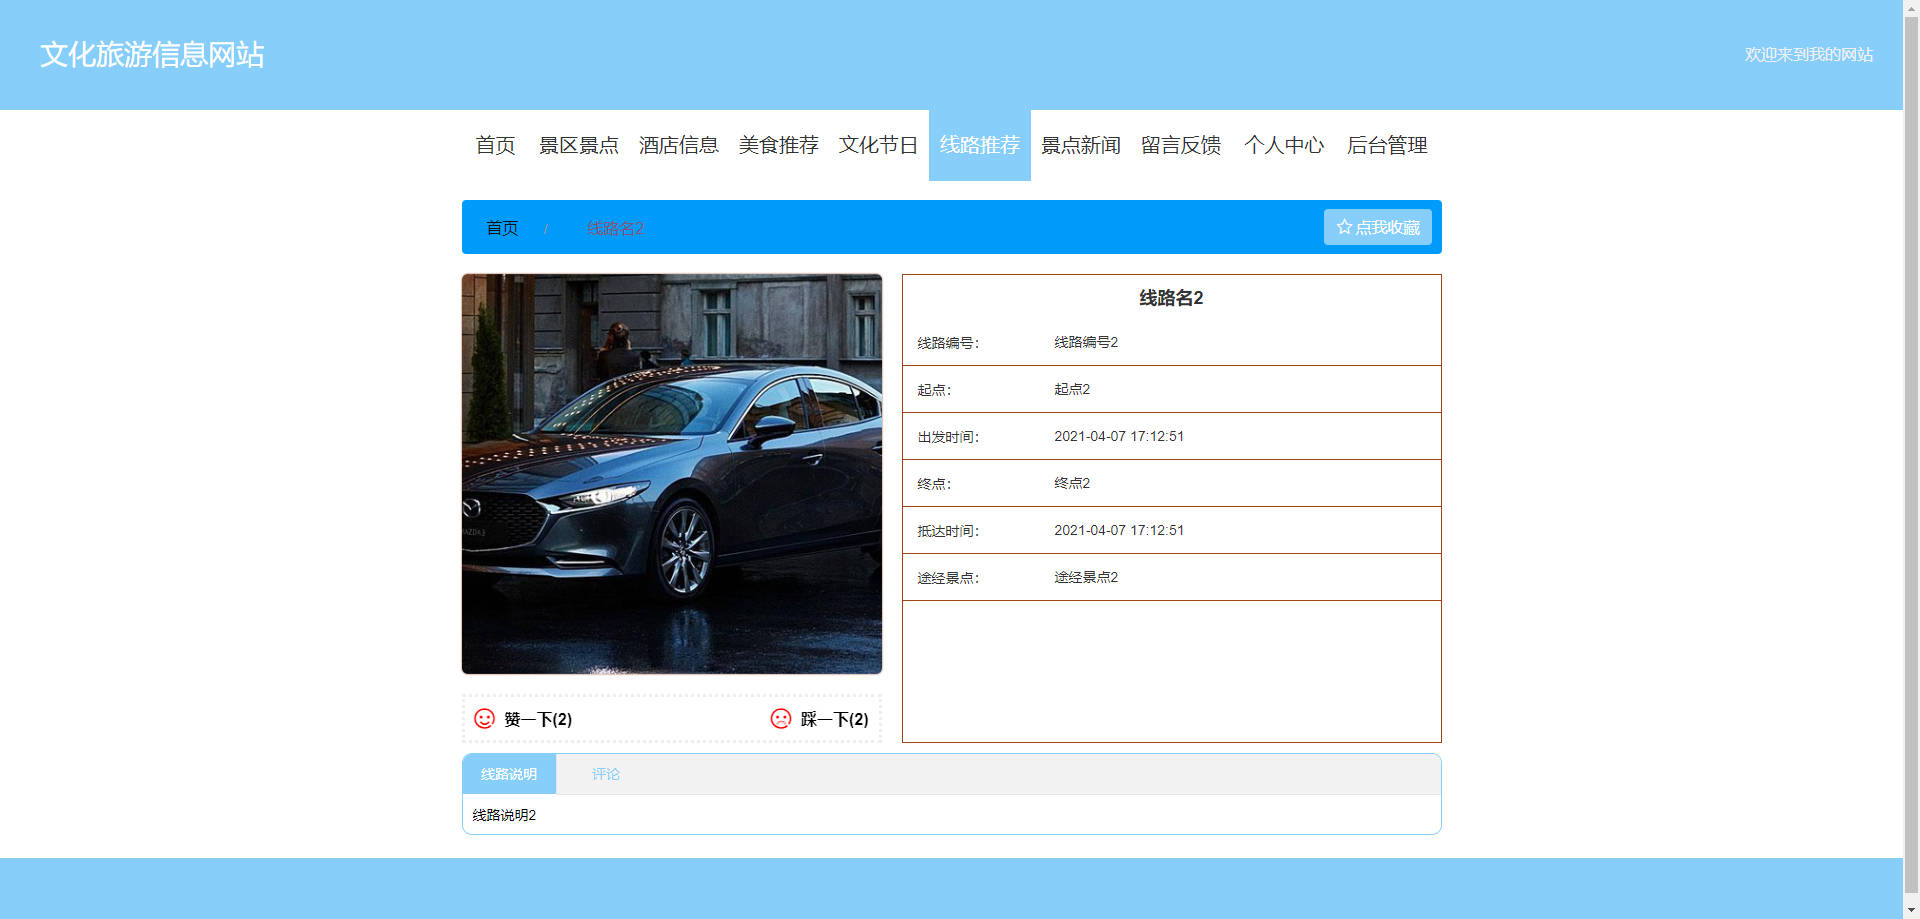 文化旅游信息网站
欢迎来到我的网站
首页 景区景点 酒店信息 美食推荐 文化节日 线路推荐 景点新闻 留言反馈 个人中心 后台管理
首页 / 线路名2
点我收藏
线路名2
线路编号： 线路编号2
起点： 起点2
出发时间： 2021-04-07 17:12:51
终点： 终点2
抵达时间： 2021-04-07 17:12:51
途经景点： 途经景点2
赞一下(2) 踩一下(2)
线路说明 评论
线路说明2